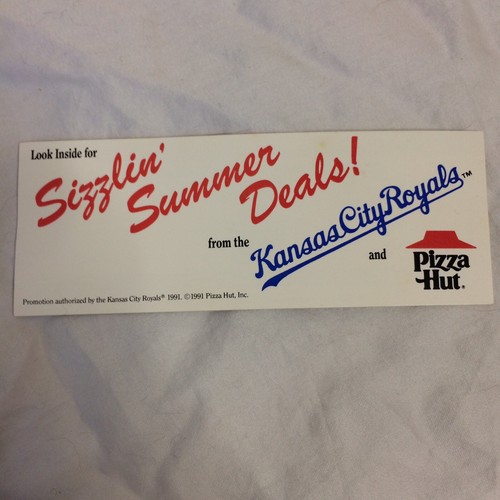 Look Inside for
Sizzlin' Summer Deals!
from the
Kansas City Royals™
and
Pizza
Hut®
Promotion authorized by the Kansas City Royals® 1991. ©1991 Pizza Hut, Inc.